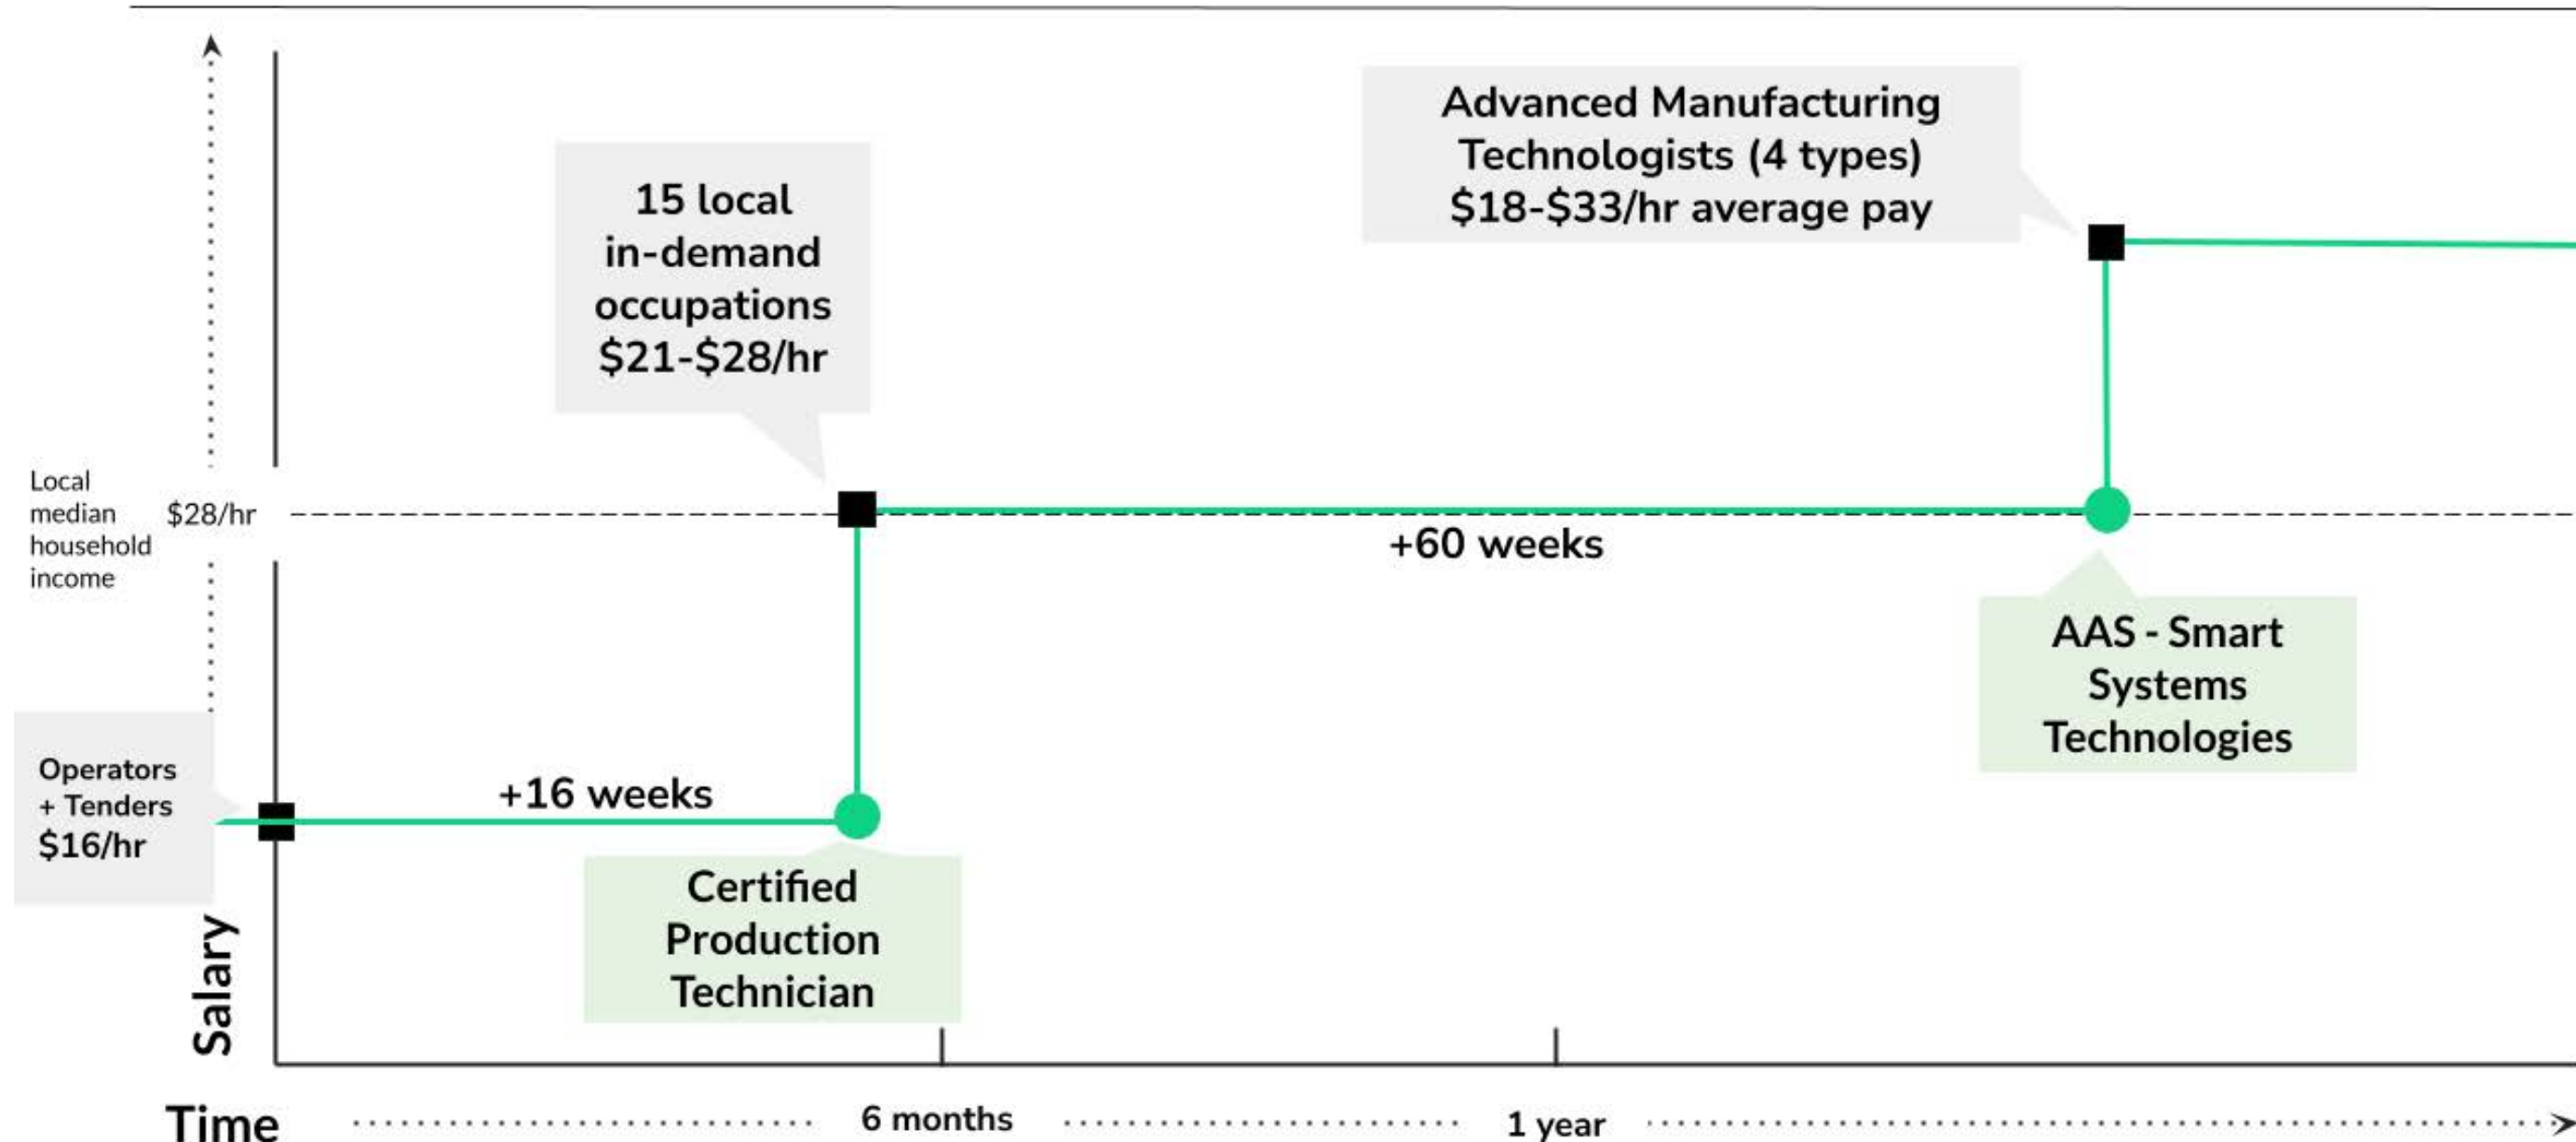 Advanced Manufacturing
Technologists (4 types)
$18-$33/hr average pay
15 local
in-demand
occupations
$21-$28/hr
Local
median
household
income
$28/hr
+60 weeks
AAS - Smart
Systems
Technologies
Operators
+ Tenders
$16/hr
+16 weeks
Certified
Production
Technician
Salary
Time
6 months
1 year